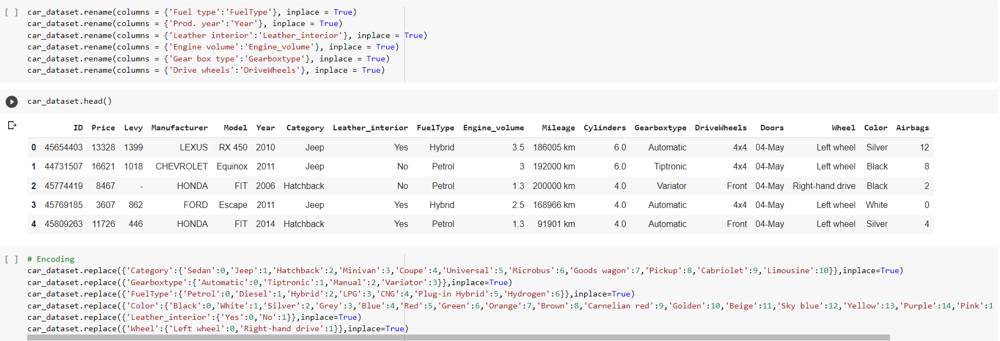 [ ] car_dataset.rename(columns = {'Fuel type':'FuelType'}, inplace = True)
car_dataset.rename(columns = {'Prod. year':'Year'}, inplace = True)
car_dataset.rename(columns = {'Leather interior':'Leather_interior'}, inplace = True)
car_dataset.rename(columns = {'Engine volume':'Engine_volume'}, inplace = True)
car_dataset.rename(columns = {'Gear box type':'Gearboxtype'}, inplace = True)
car_dataset.rename(columns = {'Drive wheels':'DriveWheels'}, inplace = True)
car_dataset.head()
ID Price Levy Manufacturer Model Year Category Leather_interior FuelType Engine_volume Mileage Cylinders Gearboxtype DriveWheels Doors Wheel Color Airbags
0 45654403 13328 1399 LEXUS RX 450 2010 Jeep Yes Hybrid 3.5 186005 km 6.0 Automatic 4x4 04-May Left wheel Silver 12
1 44731507 16621 1018 CHEVROLET Equinox 2011 Jeep No Petrol 3 192000 km 6.0 Tiptronic 4x4 04-May Left wheel Black 8
2 45774419 8467 - HONDA FIT 2006 Hatchback No Petrol 1.3 200000 km 4.0 Variator Front 04-May Right-hand drive Black 2
3 45769185 3607 862 FORD Escape 2011 Jeep Yes Hybrid 2.5 168966 km 4.0 Automatic 4x4 04-May Left wheel White 0
4 45809263 11726 446 HONDA FIT 2014 Hatchback Yes Petrol 1.3 91901 km 4.0 Automatic Front 04-May Left wheel Silver 4
[ ] # Encoding
car_dataset.replace({'Category':{'Sedan':0,'Jeep':1,'Hatchback':2,'Minivan':3,'Coupe':4,'Universal':5,'Microbus':6,'Goods wagon':7,'Pickup':8,'Cabriolet':9,'Limousine':10}},inplace=True)
car_dataset.replace({'Gearboxtype':{'Automatic':0,'Tiptronic':1,'Manual':2,'Variator':3}},inplace=True)
car_dataset.replace({'FuelType':{'Petrol':0,'Diesel':1,'Hybrid':2,'LPG':3,'CNG':4,'Plug-in Hybrid':5,'Hydrogen':6}},inplace=True)
car_dataset.replace({'Color':{'Black':0,'White':1,'Silver':2,'Grey':3,'Blue':4,'Red':5,'Green':6,'Orange':7,'Brown':8,'Carnelian red':9,'Golden':10,'Beige':11,'Sky blue':12,'Yellow':13,'Purple':14,'Pink':1
car_dataset.replace({'Leather_interior':{'Yes':0,'No':1}},inplace=True)
car_dataset.replace({'Wheel':{'Left wheel':0,'Right-hand drive':1}},inplace=True)